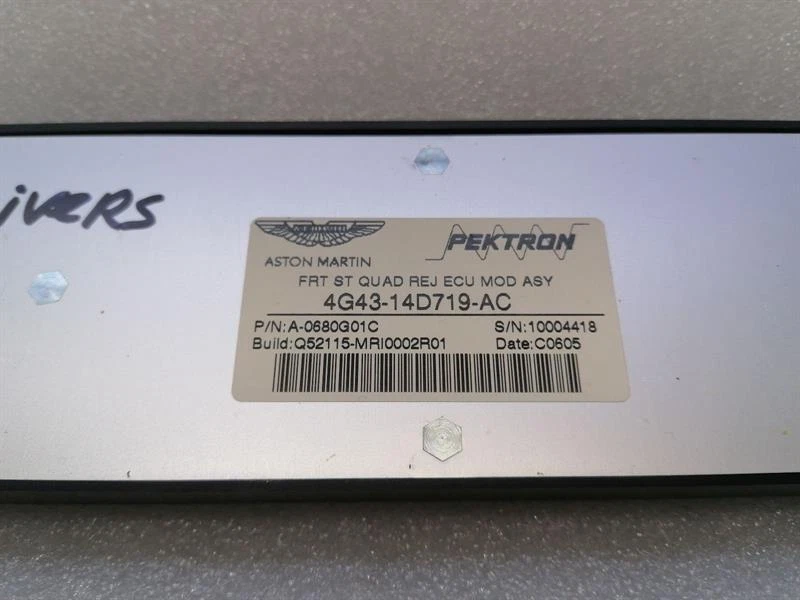 ivers
ASTON MARTIN
PEKTRON
FRT ST QUAD REJ ECU MOD ASY
4G43-14D719-AC
P/N:A-0680G01C S/N:10004418
Build:Q52115-MRI0002R01 Date:C0605